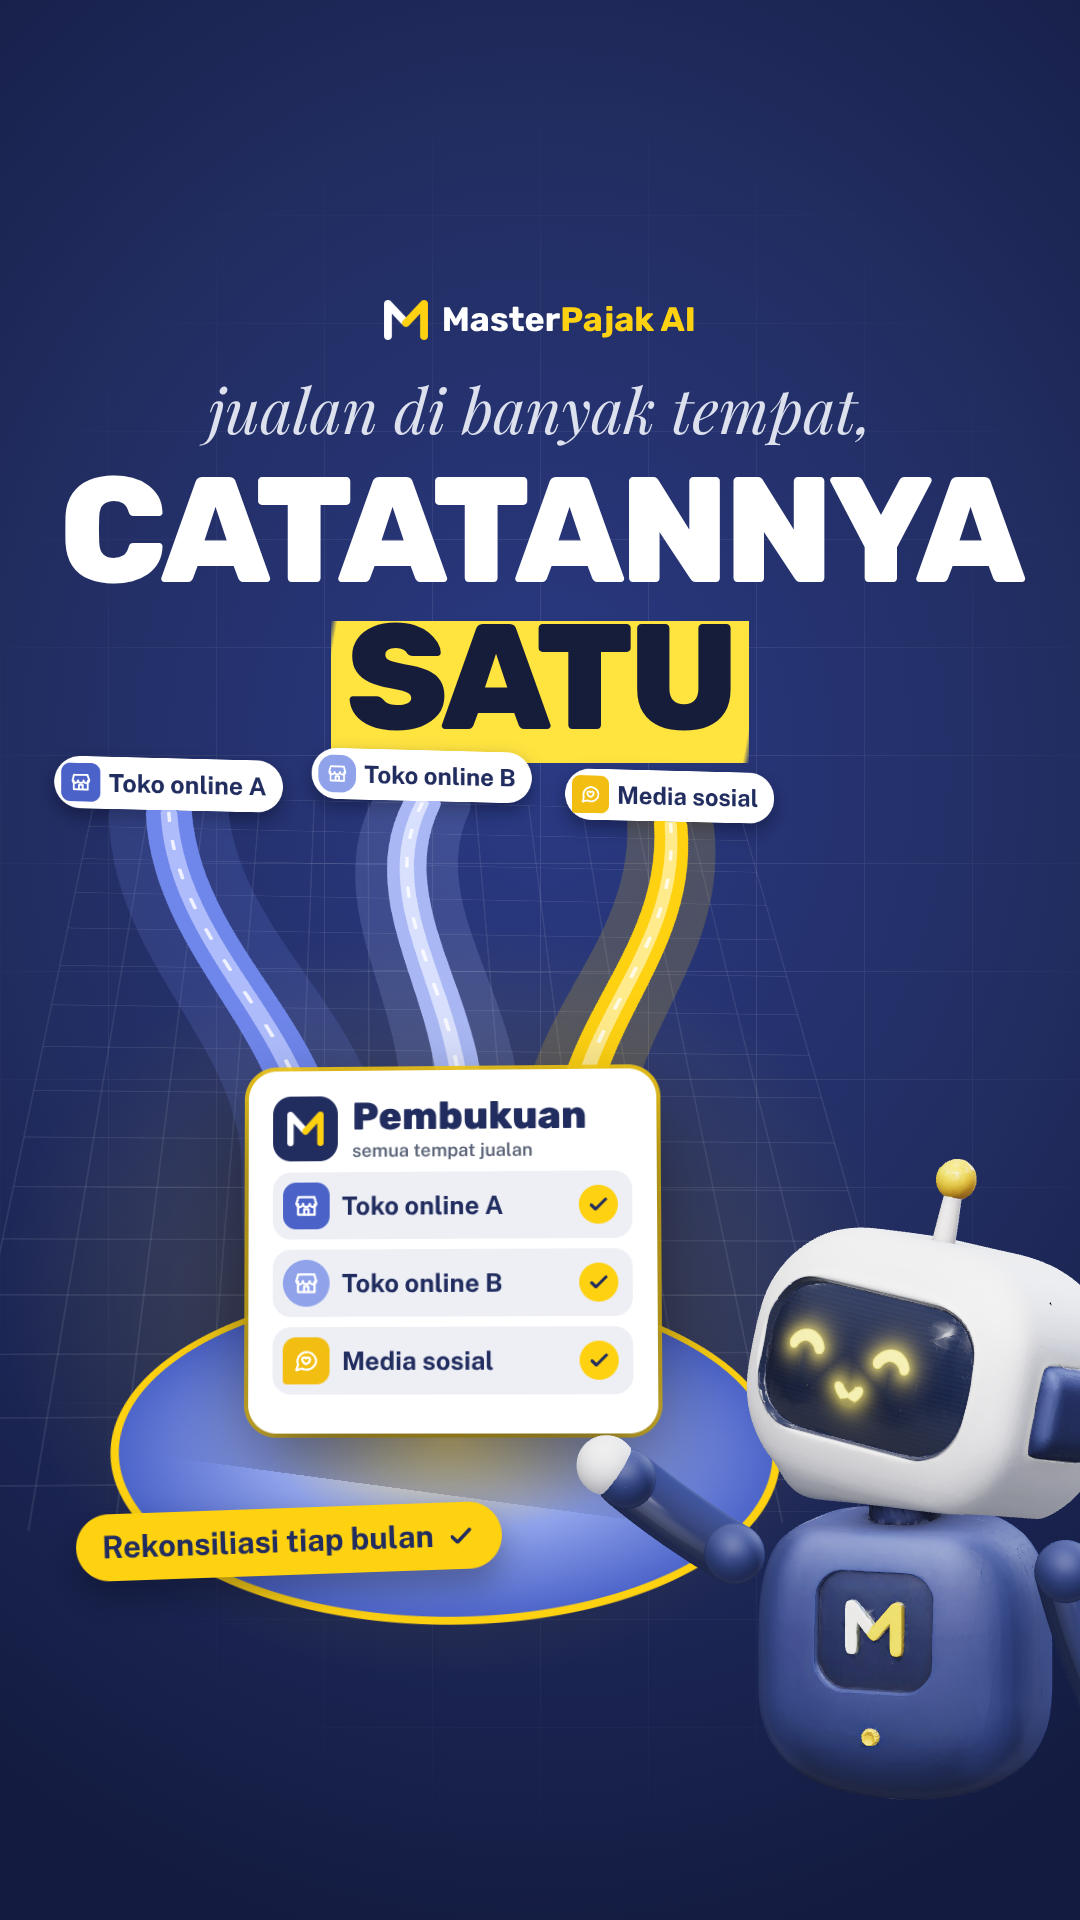 MasterPajak AI
jualan di banyak tempat,
CATATANNYA
SATU
Toko online A
Toko online B
Media sosial
Pembukuan
semua tempat jualan
Toko online A
Toko online B
Media sosial
Rekonsiliasi tiap bulan